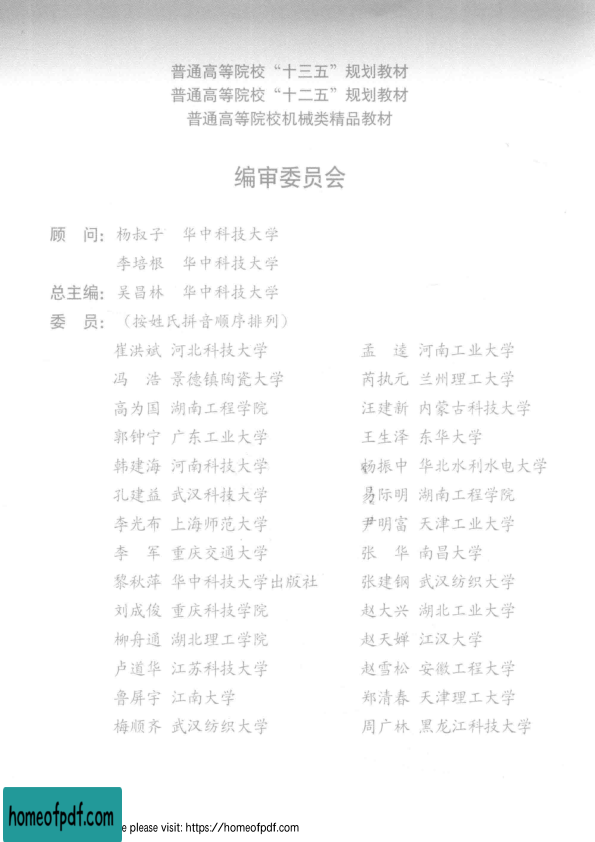 普通高等院校“十三五”规划教材
普通高等院校“十二五”规划教材
普通高等院校机械类精品教材
编审委员会
顾　问：杨叔子　华中科技大学
李培根　华中科技大学
总主编：吴昌林　华中科技大学
委　员：（按姓氏拼音顺序排列）
崔洪斌 河北科技大学
冯　浩 景德镇陶瓷大学
高为国 湖南工程学院
郭钟宁 广东工业大学
韩建海 河南科技大学
孔建益 武汉科技大学
李光布 上海师范大学
李　军 重庆交通大学
黎秋萍 华中科技大学出版社
刘成俊 重庆科技学院
柳舟通 湖北理工学院
卢道华 江苏科技大学
鲁屏宇 江南大学
梅顺齐 武汉纺织大学
孟　逵 河南工业大学
芮执元 兰州理工大学
汪建新 内蒙古科技大学
王生泽 东华大学
杨振中 华北水利水电大学
易际明 湖南工程学院
尹明富 天津工业大学
张　华 南昌大学
张建钢 武汉纺织大学
赵大兴 湖北工业大学
赵天婵 江汉大学
赵雪松 安徽工程大学
郑清春 天津理工大学
周广林 黑龙江科技大学
homeofpdf.com
e please visit: https://homeofpdf.com